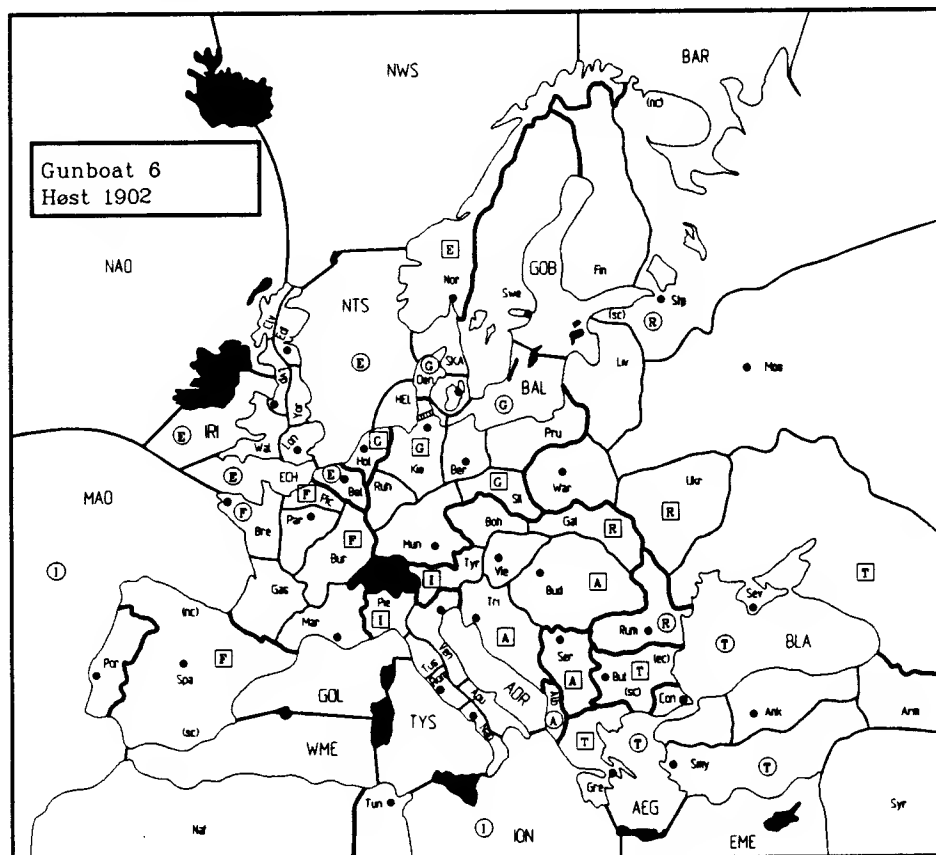 NWS
BAR
(nc)
Gunboat 6
Høst 1902
NAO
E
Nor
GOB
Fin
NTS
Swe
Stp
(sc)
R
Cly
Ed
E
G
SKA
Den
BAL
Liv
Mos
HEL
G
Yor
IRI
E
Wal
Lon
Hol
G
G
Kie
Ber
Pru
War
Ukr
E
ECH
E
Bel
Ruh
G
Sil
R
MAO
F
Pic
F
Bre
Par
F
Bur
Mun
Boh
Gal
R
I
Tyr
Vie
Bud
A
T
Sev
Gas
I
Pie
I
Tri
Rum
R
BLA
(nc)
Mar
Ven
A
Ser
T
Por
Spa
F
Tus
Rom
Apu
ADR
A
Bul
T
(ec)
(sc)
Con
Ank
Arm
GOL
TYS
Nap
Alb
A
(sc)
WME
T
T
Smy
T
Gre
Tun
AEG
Syr
Naf
I
ION
EME